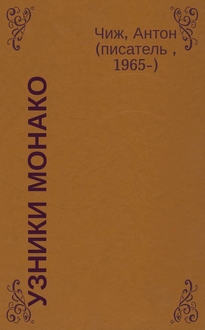 Чиж, Антон
(писатель ,
1965-)
УЗНИКИ МОНАКО